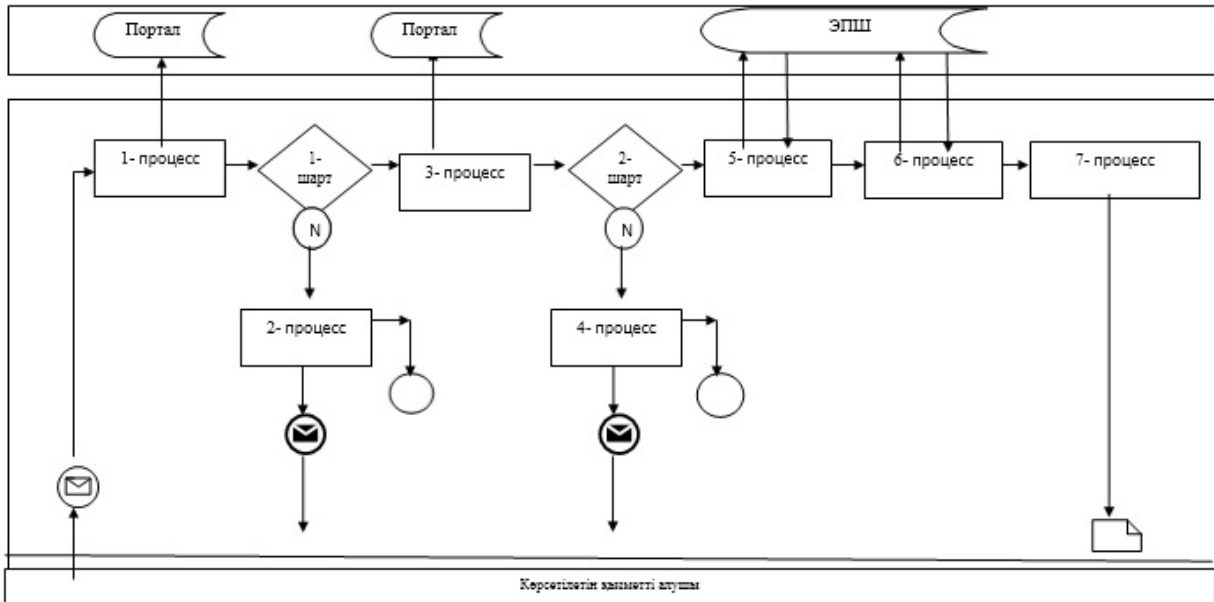 Портал
Портал
ЭПШ
1- процесс
1-
шарт
3- процесс
2-
шарт
5- процесс
6- процесс
7- процесс
N
N
2- процесс
4- процесс
Көрсетілетін қызметті алушы